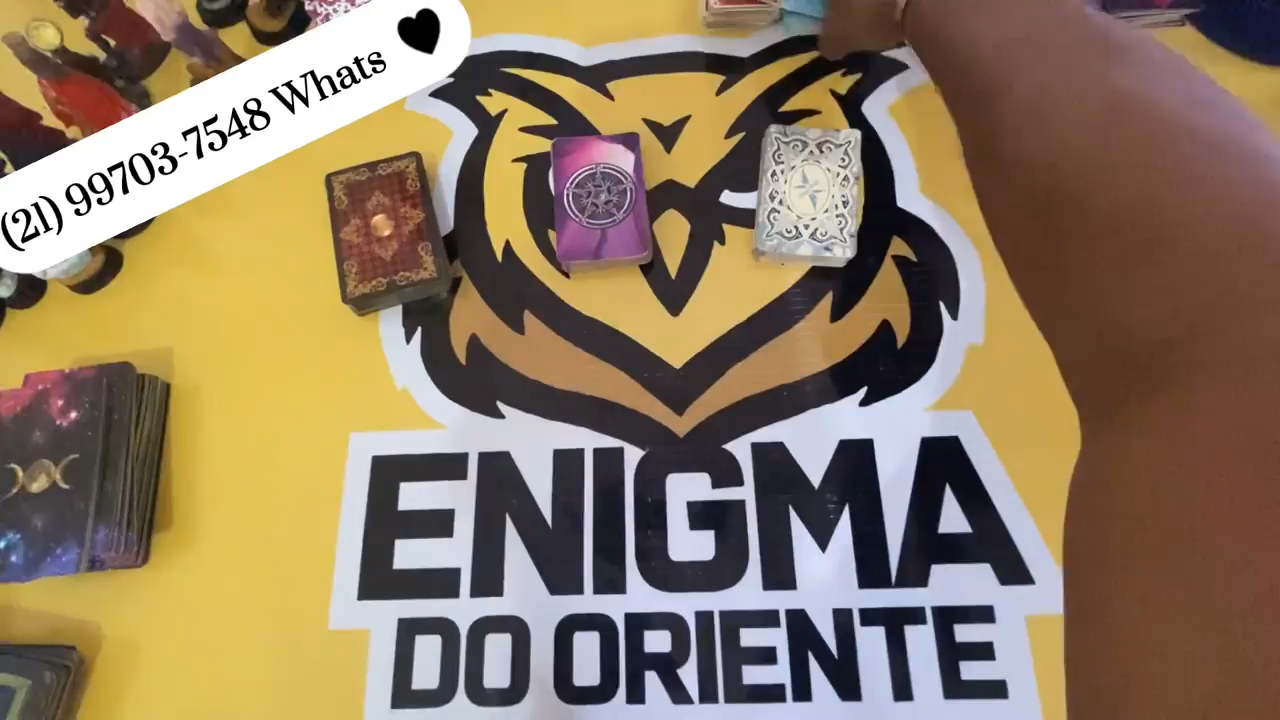 (21) 99703-7548 Whats 🖤
ENIGMA
DO ORIENTE